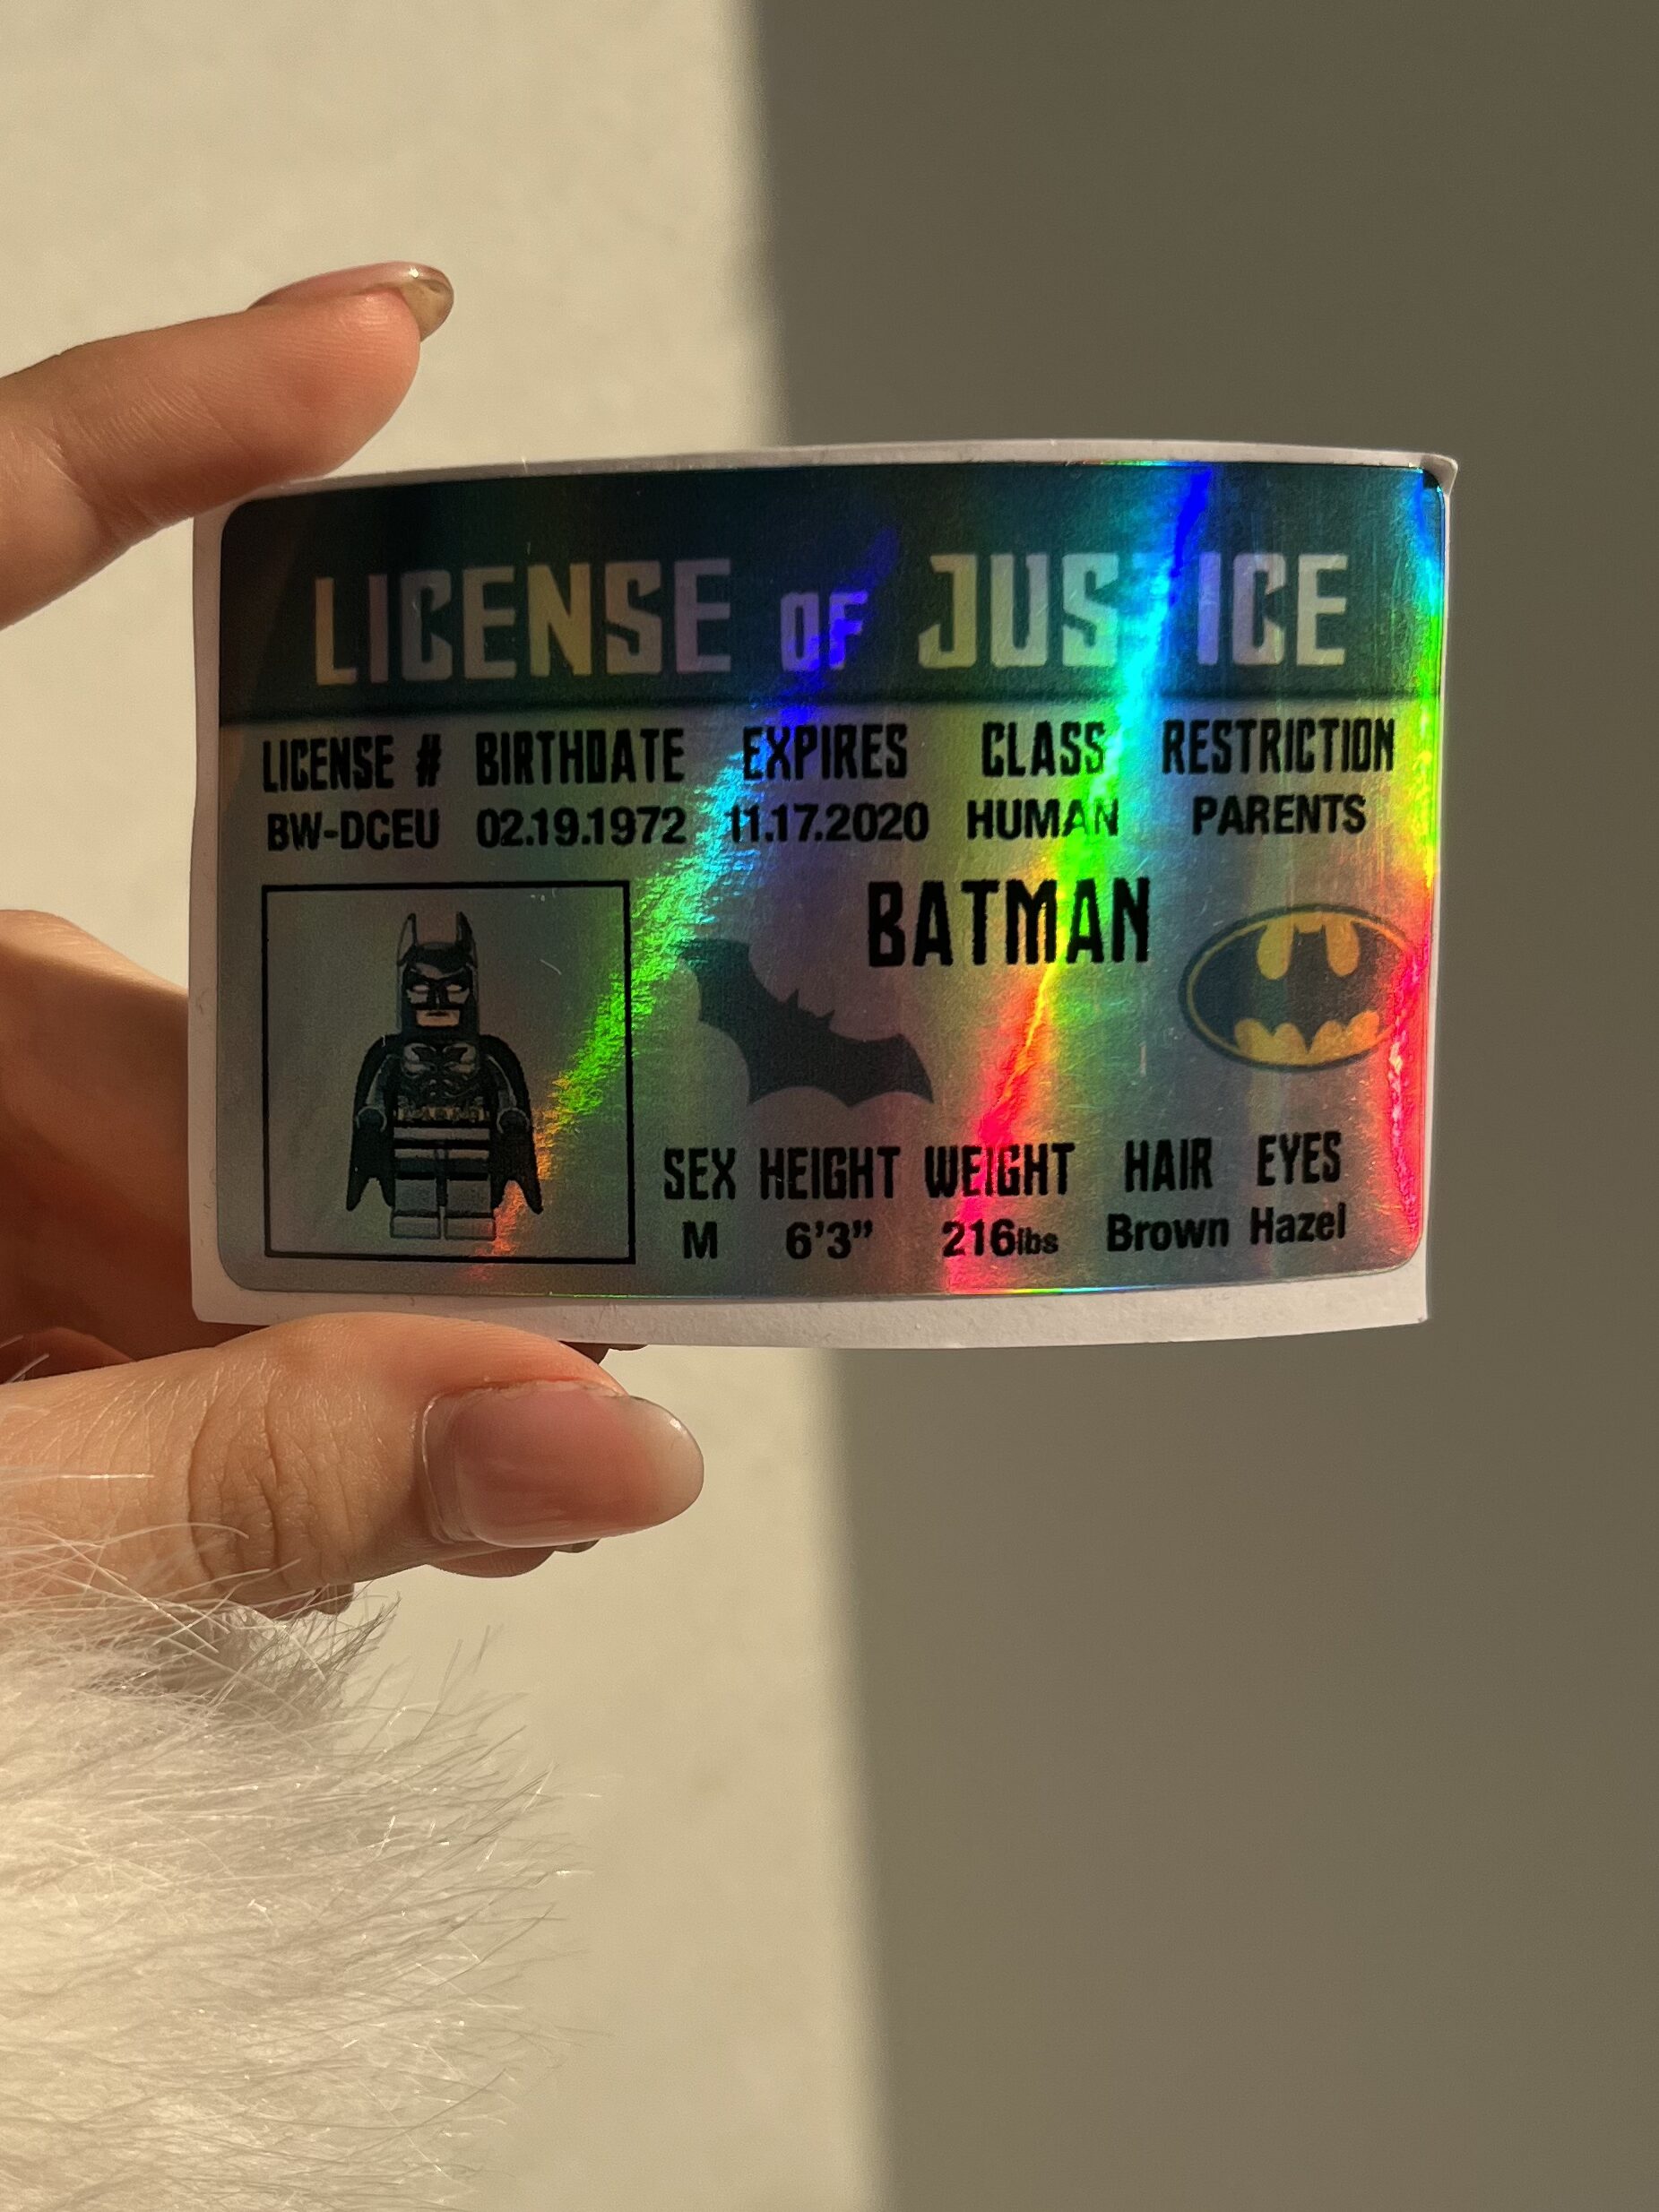 LICENSE OF JUSTICE
LICENSE # BIRTHDATE EXPIRES CLASS RESTRICTION
BW-DCEU 02.19.1972 11.17.2020 HUMAN PARENTS
BATMAN
SEX HEIGHT WEIGHT HAIR EYES
M 6'3” 216lbs Brown Hazel